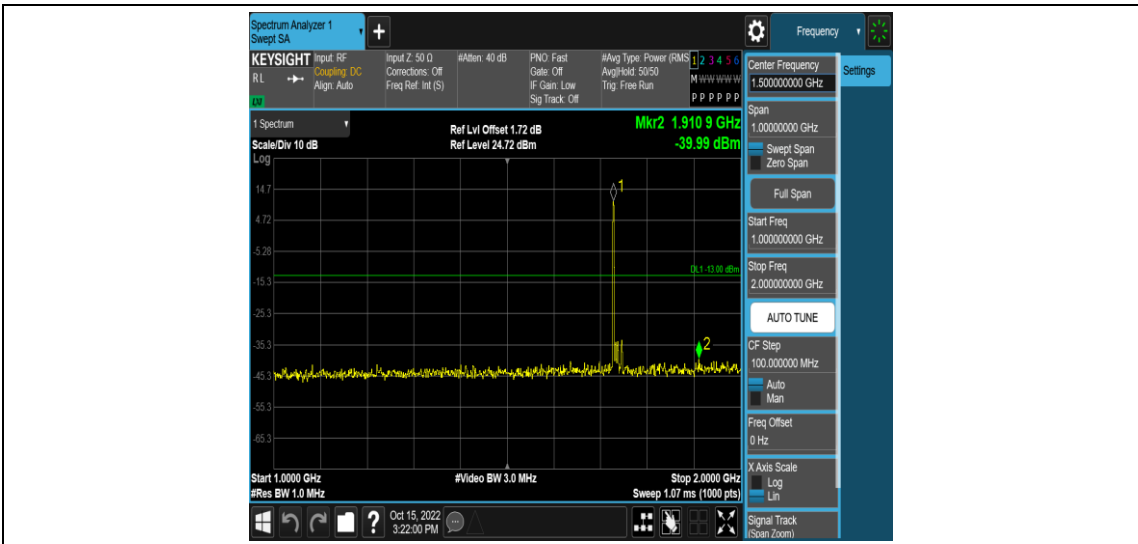 Spectrum Analyzer 1
Swept SA
+
Frequency
KEYSIGHT
RL
LXI
Input: RF
Coupling: DC
Align: Auto
Input Z: 50 Ω
Corrections: Off
Freq Ref: Int (S)
#Atten: 40 dB
PNO: Fast
Gate: Off
IF Gain: Low
Sig Track: Off
#Avg Type: Power (RMS
Avg|Hold: 50/50
Trig: Free Run
1 2 3 4 5 6
M W W W W W
P P P P P P
1 Spectrum
Scale/Div 10 dB
Log
Ref Lvl Offset 1.72 dB
Ref Level 24.72 dBm
Mkr2 1.910 9 GHz
-39.99 dBm
1
14.7
4.72
-5.28
DL1 -13.00 dBm
-15.3
-25.3
-35.3
2
-45.3
-55.3
-65.3
Start 1.0000 GHz
#Res BW 1.0 MHz
#Video BW 3.0 MHz
Stop 2.0000 GHz
Sweep 1.07 ms (1000 pts)
?
Oct 15, 2022
3:22:00 PM
Center Frequency
1.500000000 GHz
Settings
Span
1.00000000 GHz
Swept Span
Zero Span
Full Span
Start Freq
1.000000000 GHz
Stop Freq
2.000000000 GHz
AUTO TUNE
CF Step
100.000000 MHz
Auto
Man
Freq Offset
0 Hz
X Axis Scale
Log
Lin
Signal Track
(Span Zoom)